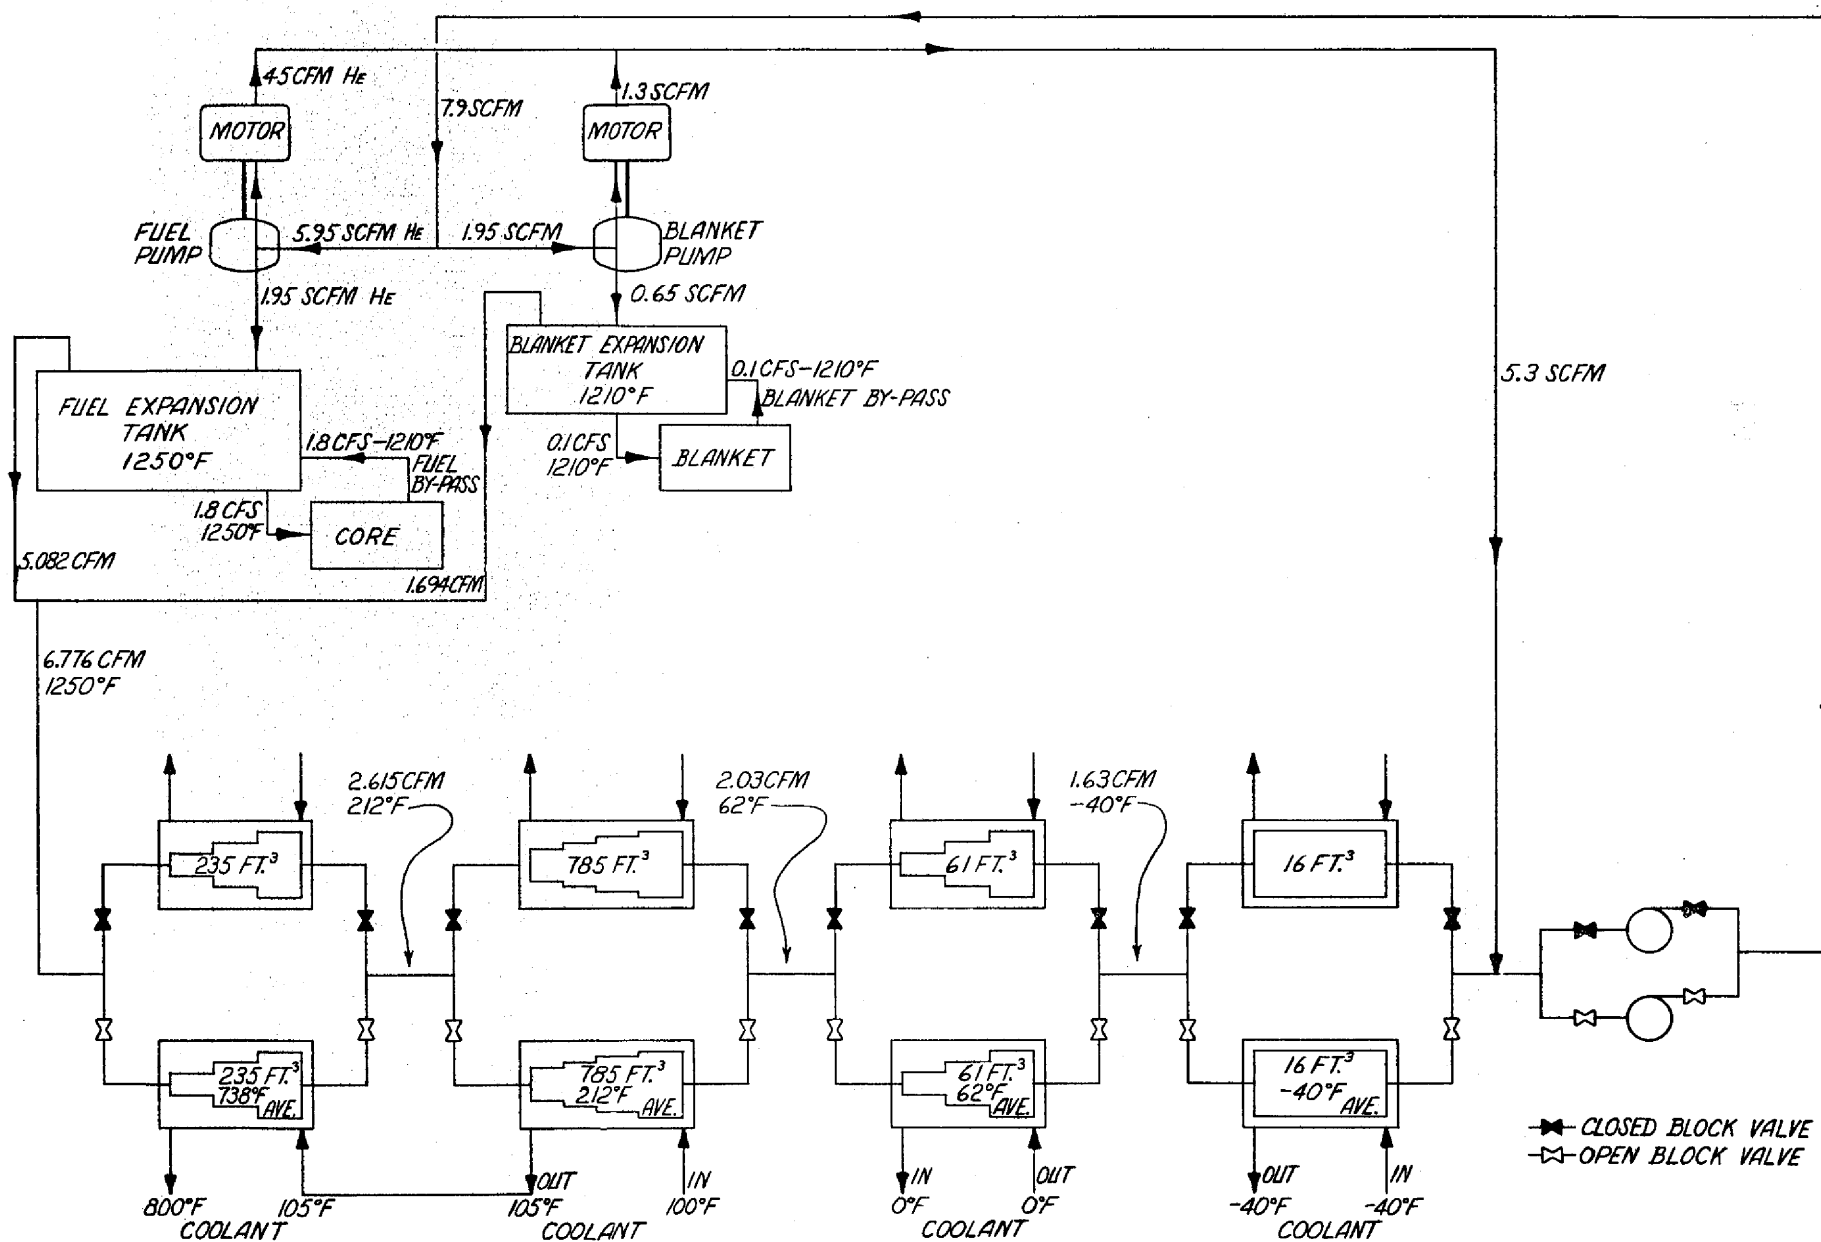 45 CFM HE
1.3 SCFM
7.9 SCFM
MOTOR
MOTOR
FUEL
PUMP
5.95 SCFM HE
1.95 SCFM
BLANKET
PUMP
1.95 SCFM HE
0.65 SCFM
BLANKET EXPANSION
TANK
1210°F
0.1 CFS-1210°F
BLANKET BY-PASS
5.3 SCFM
FUEL EXPANSION
TANK
1250°F
1.8 CFS-1210°F
FUEL
BY-PASS
0.1 CFS
1210°F
BLANKET
1.8 CFS
1250°F
CORE
5.082 CFM
1.694 CFM
6.776 CFM
1250°F
2.615 CFM
212°F
2.03 CFM
62°F
1.63 CFM
-40°F
235 FT.³
785 FT.³
61 FT.³
16 FT.³
235 FT.³
738°F
AVE.
785 FT.³
212°F
AVE.
61 FT.³
62°F
AVE.
16 FT.³
-40°F
AVE.
CLOSED BLOCK VALVE
OPEN BLOCK VALVE
OUT
IN
IN
OUT
OUT
IN
800°F
105°F
105°F
100°F
0°F
0°F
-40°F
-40°F
COOLANT
COOLANT
COOLANT
COOLANT